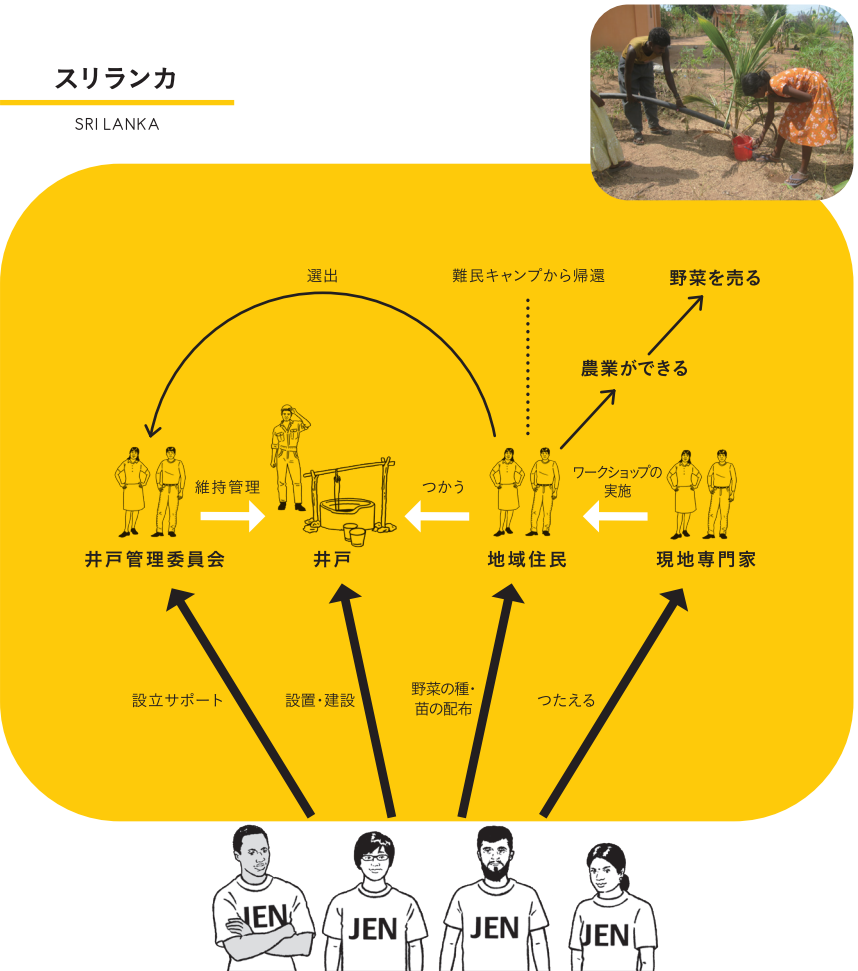 スリランカ
SRI LANKA
選出
難民キャンプから帰還
野菜を売る
農業ができる
維持管理
つかう
ワークショップの
実施
井戸管理委員会
井戸
地域住民
現地専門家
設立サポート
設置・建設
野菜の種・
苗の配布
つたえる
JEN
JEN
JEN
JEN